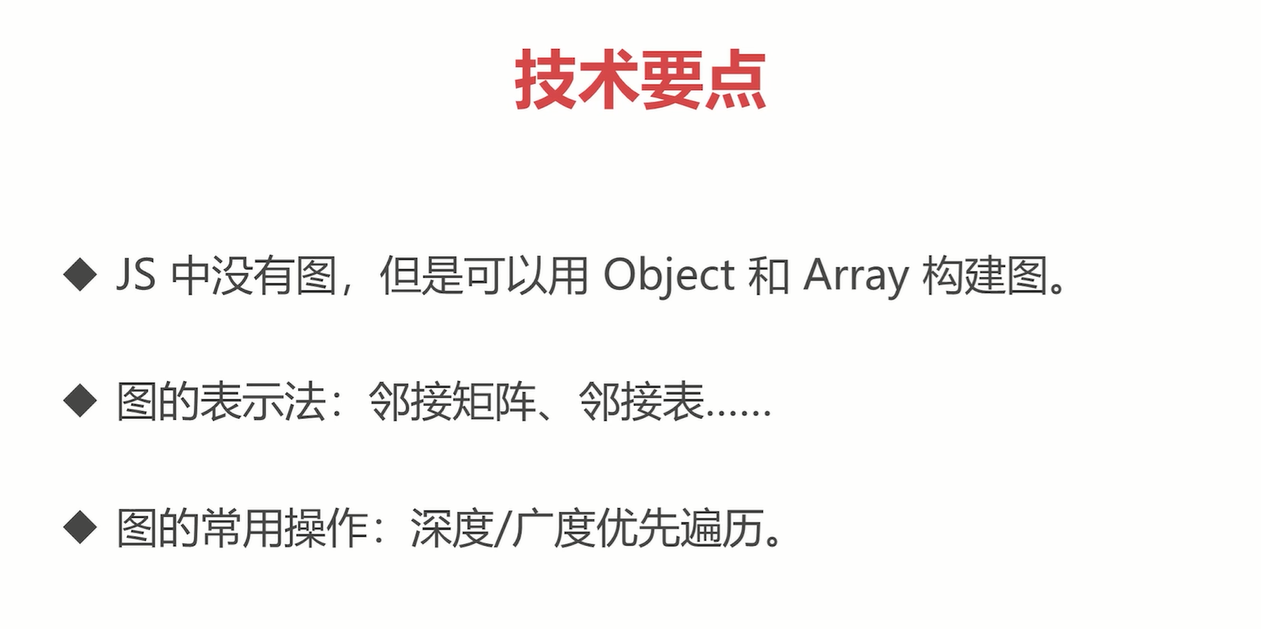 技术要点
◆ JS 中没有图，但是可以用 Object 和 Array 构建图。
◆ 图的表示法：邻接矩阵、邻接表……
◆ 图的常用操作：深度/广度优先遍历。